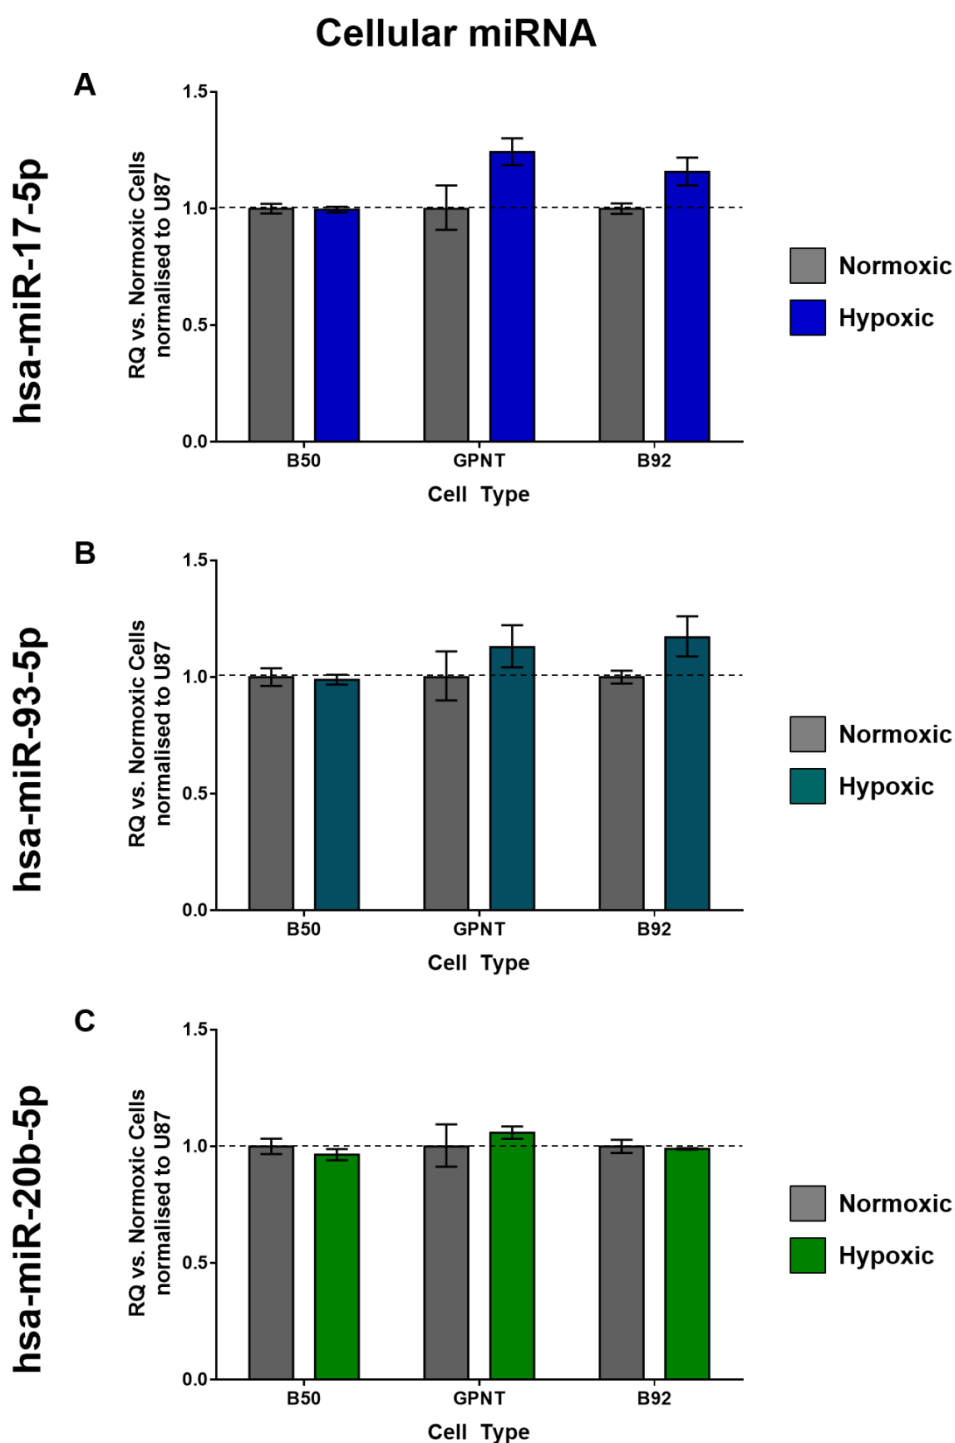 Cellular miRNA
A
hsa-miR-17-5p
RQ vs. Normoxic Cells
normalised to U87
1.5
1.0
0.5
0.0
B50 GPNT B92
Cell Type
Normoxic
Hypoxic
B
hsa-miR-93-5p
RQ vs. Normoxic Cells
normalised to U87
1.5
1.0
0.5
0.0
B50 GPNT B92
Cell Type
Normoxic
Hypoxic
C
hsa-miR-20b-5p
RQ vs. Normoxic Cells
normalised to U87
1.5
1.0
0.5
0.0
B50 GPNT B92
Cell Type
Normoxic
Hypoxic